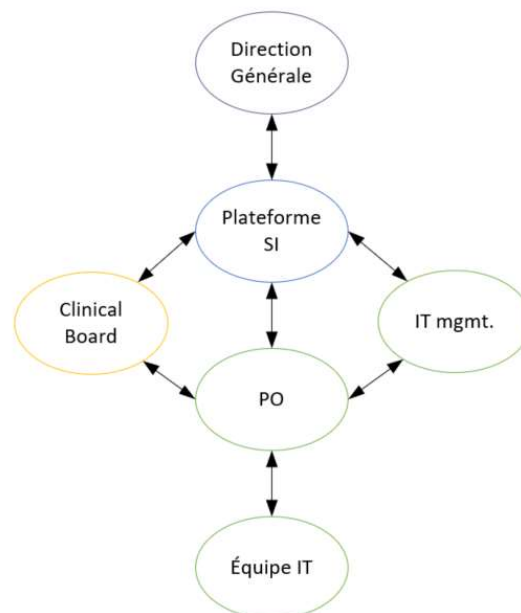 Direction
Générale
Plateforme
SI
Clinical
Board
IT mgmt.
PO
Équipe IT